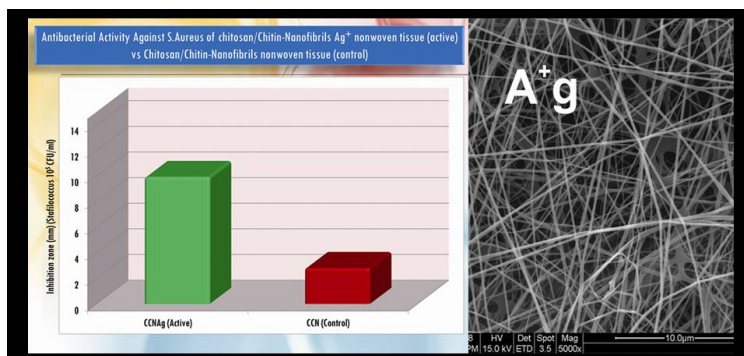 Antibacterial Activity Against S.Aureus of chitosan/Chitin-Nanofibrils Ag⁺ nonwoven tissue (active)
vs Chitosan/Chitin-Nanofibrils nonwoven tissue (control)
Inhibition zone (mm) (Stafilococcus 10⁵ CFU/ml)
14
12
10
8
6
4
2
0
CCNAg (Active)
CCN (Control)
A⁺g
8 HV Det Spot Mag
PM 15.0 kV ETD 3.5 5000x
10.0µm